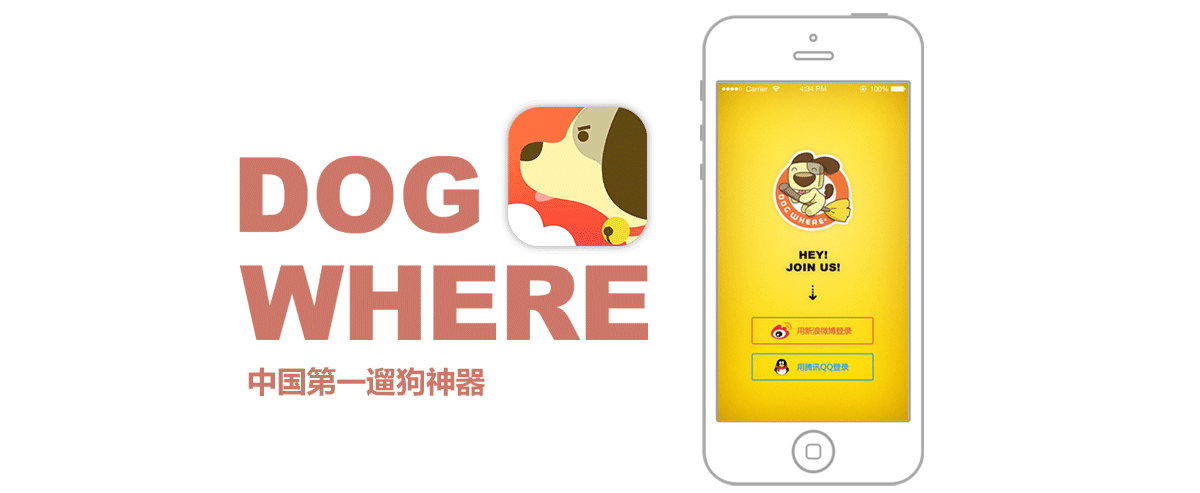 DOG
WHERE
中国第一遛狗神器
Carrier
4:34 PM
100%
DOG WHERE
HEY!
JOIN US!
用新浪微博登录
用腾讯QQ登录